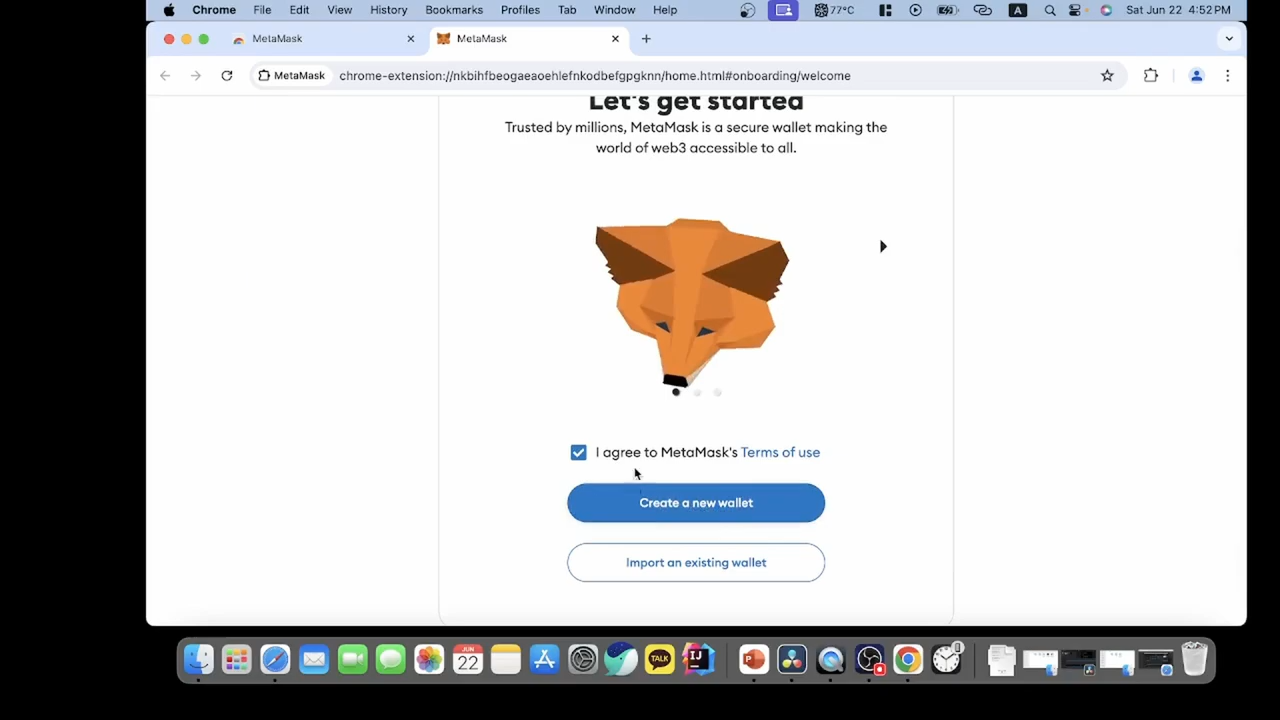 Chrome File Edit View History Bookmarks Profiles Tab Window Help 77°C A Sat Jun 22 4:52 PM
MetaMask MetaMask
MetaMask chrome-extension://nkbihfbeogaeaoehlefnkodbefgpgknn/home.html#onboarding/welcome
Let's get started
Trusted by millions, MetaMask is a secure wallet making the
world of web3 accessible to all.
I agree to MetaMask's Terms of use
Create a new wallet
Import an existing wallet
JUN
22
TALK
IJ
P